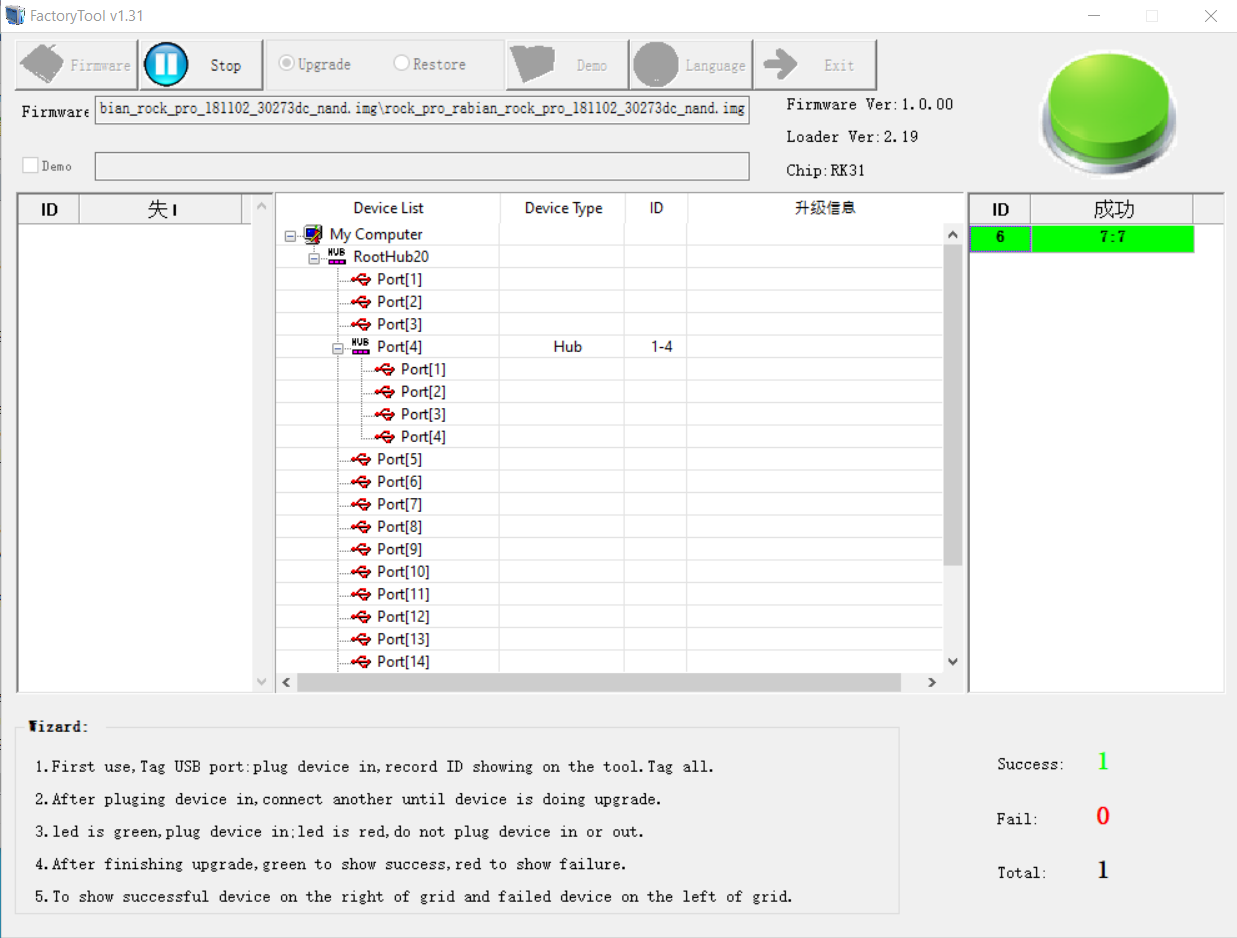 FactoryTool v1.31
Firmware
Stop
Upgrade
Restore
Demo
Language
Exit
Firmware
bian_rock_pro_181102_30273dc_nand.img\rock_pro_rabian_rock_pro_181102_30273dc_nand.img
Firmware Ver:1.0.00
Loader Ver:2.19
Demo
Chip:RK31
ID 失
Device List Device Type ID 升级信息
ID 成功
6 7:7
My Computer
HUB RootHub20
Port[1]
Port[2]
Port[3]
HUB Port[4] Hub 1-4
Port[1]
Port[2]
Port[3]
Port[4]
Port[5]
Port[6]
Port[7]
Port[8]
Port[9]
Port[10]
Port[11]
Port[12]
Port[13]
Port[14]
Wizard:
1.First use,Tag USB port:plug device in,record ID showing on the tool.Tag all.
2.After pluging device in,connect another until device is doing upgrade.
3.led is green,plug device in;led is red,do not plug device in or out.
4.After finishing upgrade,green to show success,red to show failure.
5.To show successful device on the right of grid and failed device on the left of grid.
Success: 1
Fail: 0
Total: 1